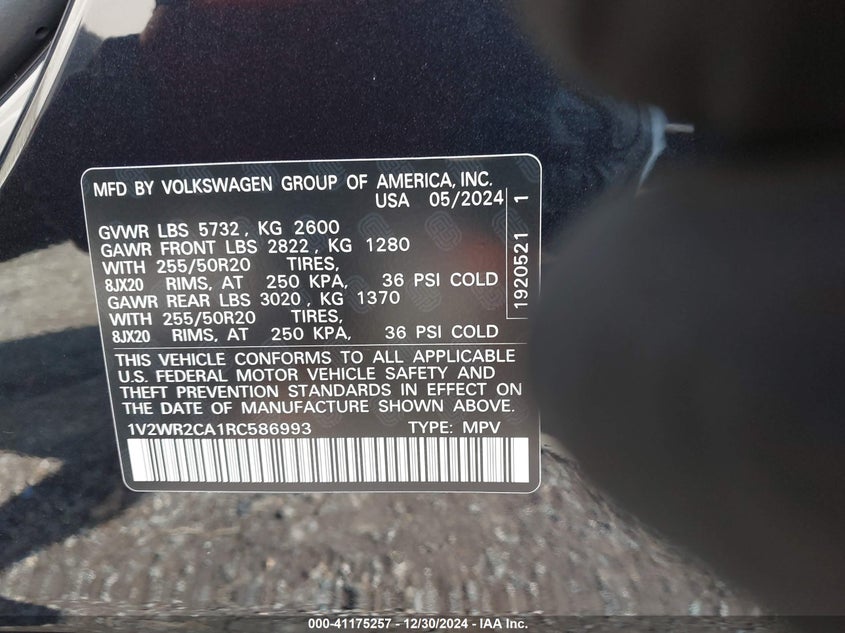 MFD BY VOLKSWAGEN GROUP OF AMERICA, INC.
USA 05/2024
GVWR LBS 5732, KG 2600
GAWR FRONT LBS 2822, KG 1280
WITH 255/50R20 TIRES,
8JX20 RIMS, AT 250 KPA, 36 PSI COLD
GAWR REAR LBS 3020, KG 1370
WITH 255/50R20 TIRES,
8JX20 RIMS, AT 250 KPA, 36 PSI COLD
THIS VEHICLE CONFORMS TO ALL APPLICABLE
U.S. FEDERAL MOTOR VEHICLE SAFETY AND
THEFT PREVENTION STANDARDS IN EFFECT ON
THE DATE OF MANUFACTURE SHOWN ABOVE.
1V2WR2CA1RC586993 TYPE: MPV
1920521 1
000-41175257 - 12/30/2024 - IAA Inc.